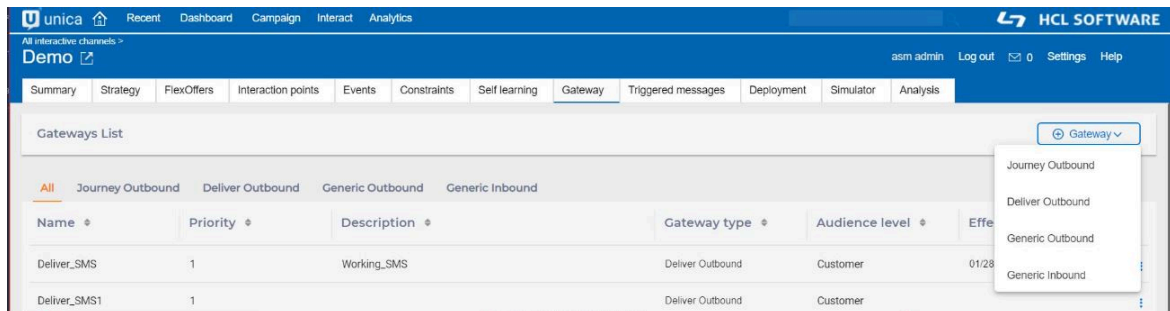 unica Recent Dashboard Campaign Interact Analytics HCL SOFTWARE
All interactive channels >
Demo asm admin Log out 0 Settings Help
Summary Strategy FlexOffers Interaction points Events Constraints Self learning Gateway Triggered messages Deployment Simulator Analysis
Gateways List Gateway
Journey Outbound
All Journey Outbound Deliver Outbound Generic Outbound Generic Inbound
Deliver Outbound
Name Priority Description Gateway type Audience level Effe
Generic Outbound
Deliver_SMS 1 Working_SMS Deliver Outbound Customer 01/28
Generic Inbound
Deliver_SMS1 1 Deliver Outbound Customer